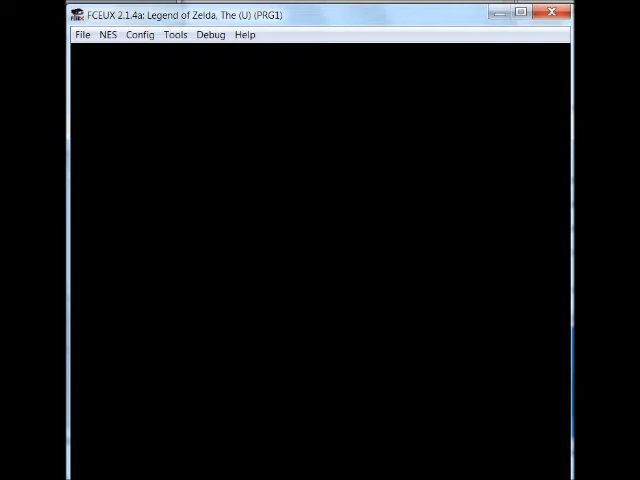 FCEUX 2.1.4a: Legend of Zelda, The (U) (PRG1)
File NES Config Tools Debug Help